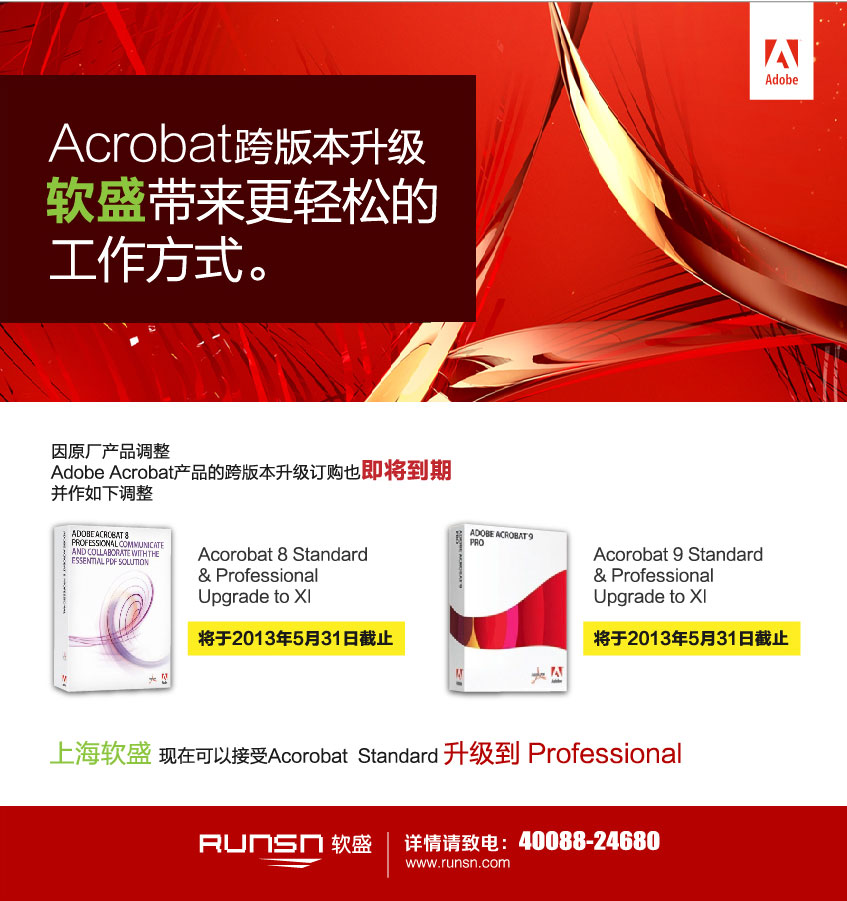 Adobe
Acrobat跨版本升级
软盛带来更轻松的
工作方式。
因原厂产品调整
Adobe Acrobat产品的跨版本升级订购也即将到期
并作如下调整
ADOBE ACROBAT 8
PROFESSIONAL COMMUNICATE
AND COLLABORATE WITH THE
ESSENTIAL PDF SOLUTION
Acorobat 8 Standard
& Professional
Upgrade to XI
将于2013年5月31日截止
ADOBE ACROBAT 9
PRO
Acorobat 9 Standard
& Professional
Upgrade to XI
将于2013年5月31日截止
上海软盛 现在可以接受Acorobat Standard 升级到 Professional
RUNSN 软盛
详情请致电：40088-24680
www.runsn.com